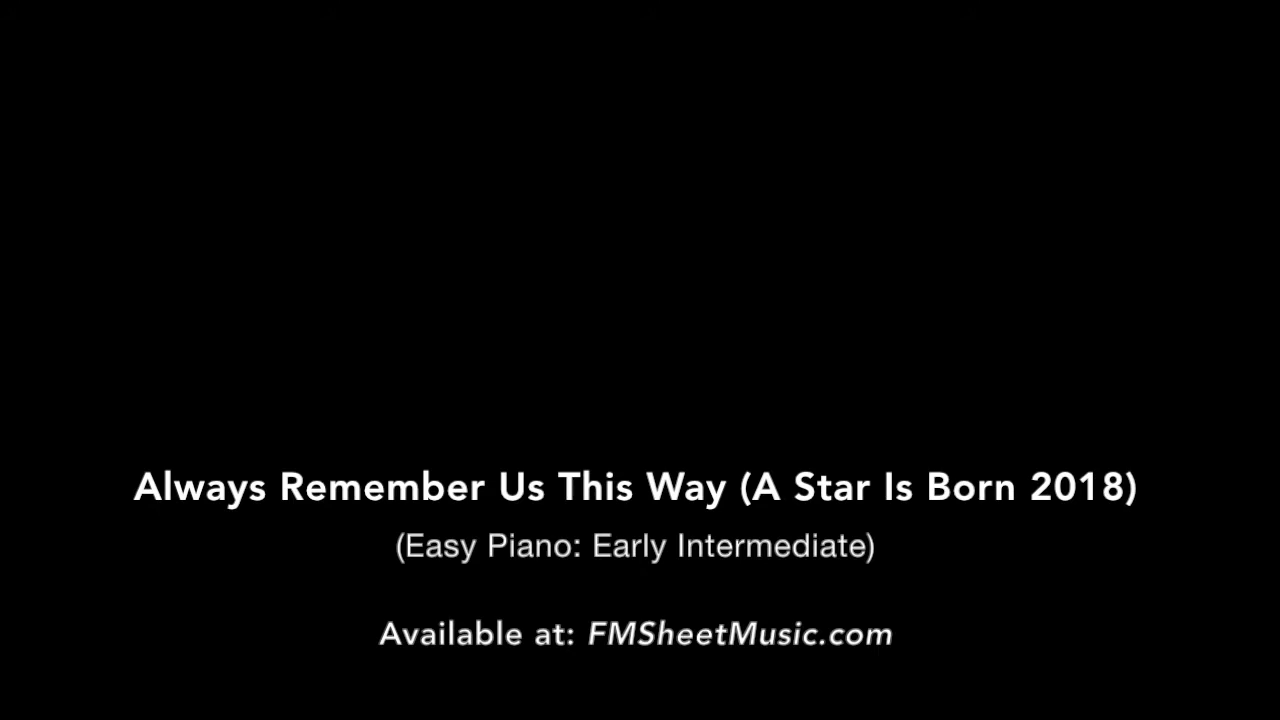 Always Remember Us This Way (A Star Is Born 2018)
(Easy Piano: Early Intermediate)
Available at: FMSheetMusic.com